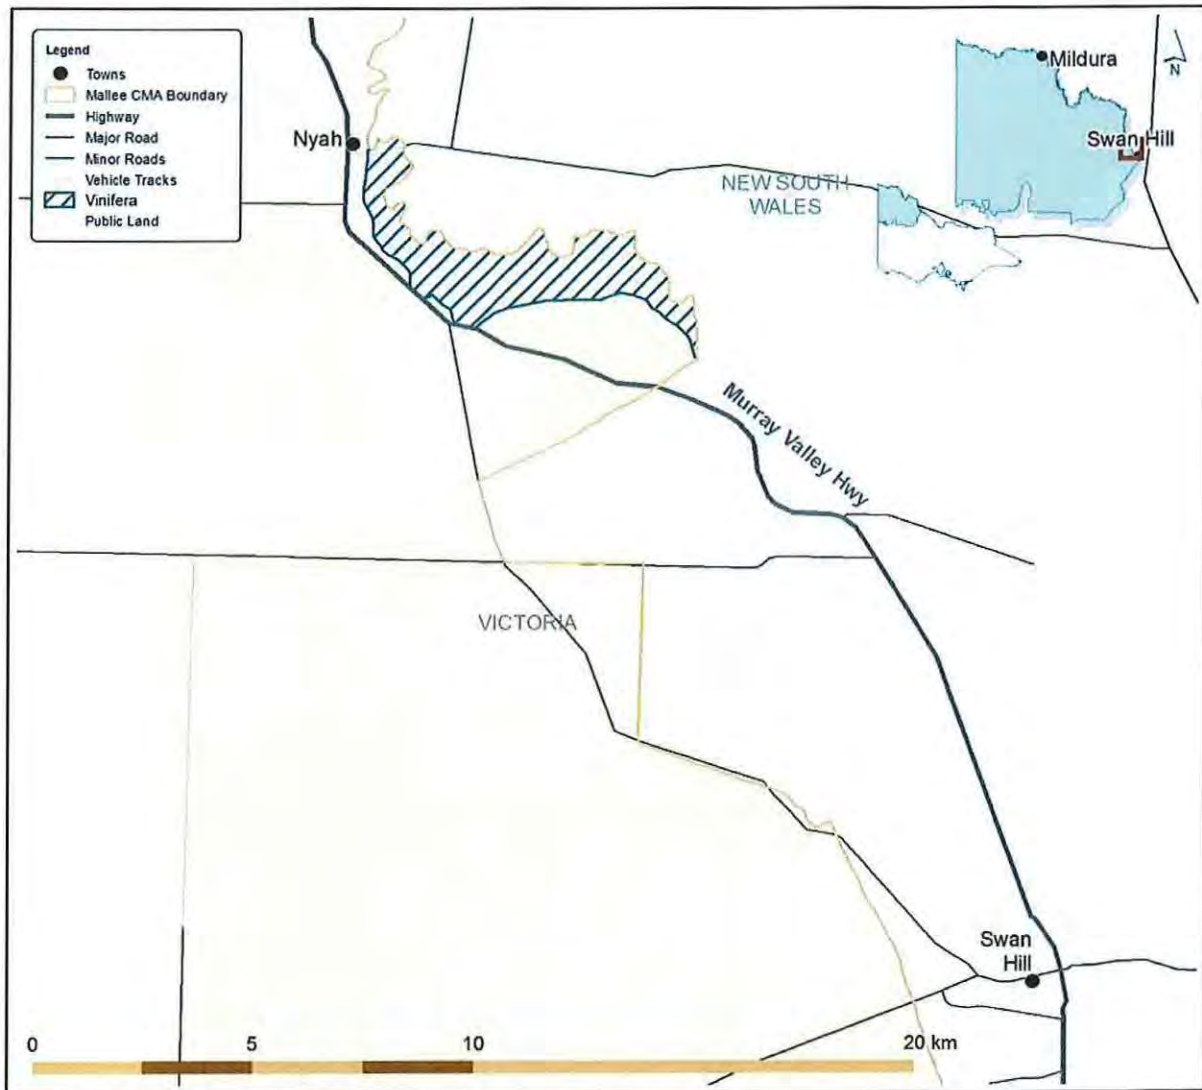 Legend
Towns
Mallee CMA Boundary
Highway
Major Road
Minor Roads
Vehicle Tracks
Vinifera
Public Land
Nyah
Mildura
N
Swan Hill
NEW SOUTH
WALES
Murray Valley Hwy
VICTORIA
Swan
Hill
0 5 10 20 km